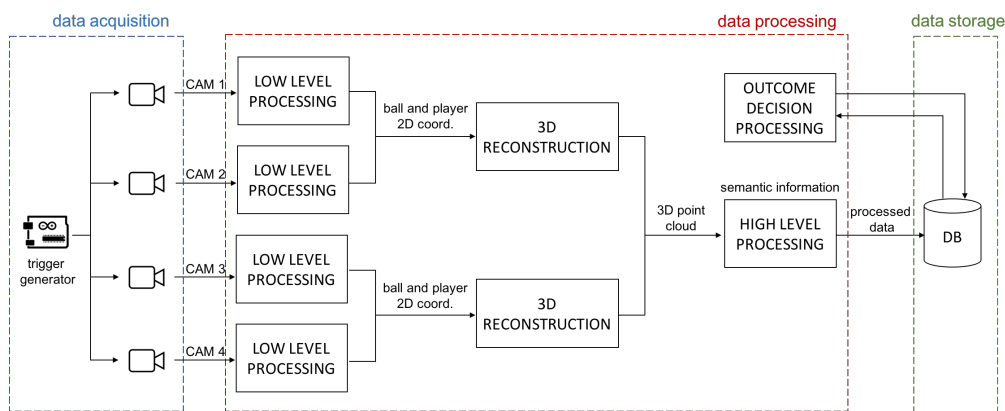 data acquisition
data processing
data storage
trigger
generator
CAM 1
CAM 2
CAM 3
CAM 4
LOW LEVEL
PROCESSING
LOW LEVEL
PROCESSING
LOW LEVEL
PROCESSING
LOW LEVEL
PROCESSING
ball and player
2D coord.
ball and player
2D coord.
3D
RECONSTRUCTION
3D
RECONSTRUCTION
3D point
cloud
OUTCOME
DECISION
PROCESSING
semantic information
HIGH LEVEL
PROCESSING
processed
data
DB